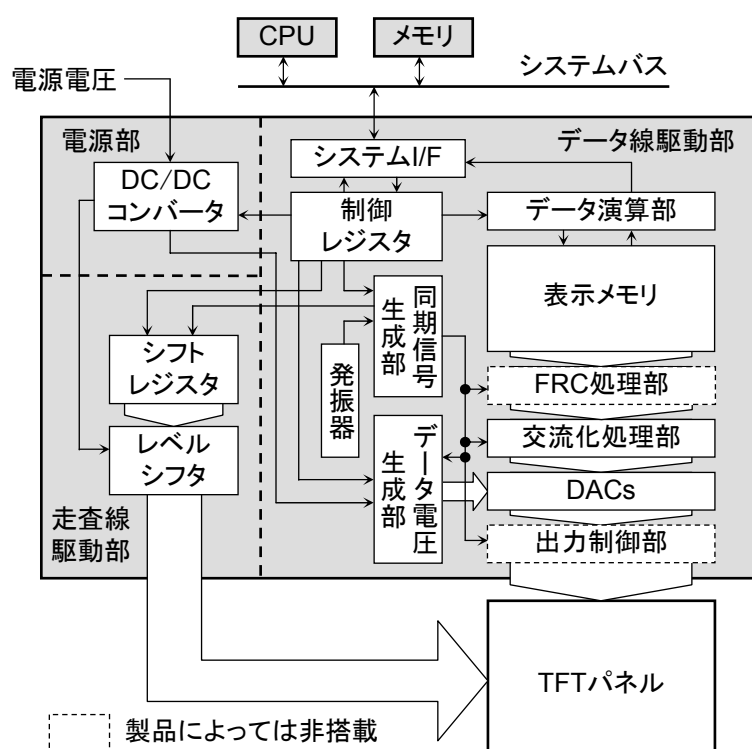 CPU
メモリ
システムバス
電源電圧
電源部
データ線駆動部
システムI/F
DC/DC
コンバータ
制御
レジスタ
データ演算部
表示メモリ
同期信号
生成部
シフト
レジスタ
発振器
FRC処理部
レベル
シフタ
データ電圧
生成部
交流化処理部
DACs
走査線
駆動部
出力制御部
TFTパネル
製品によっては非搭載